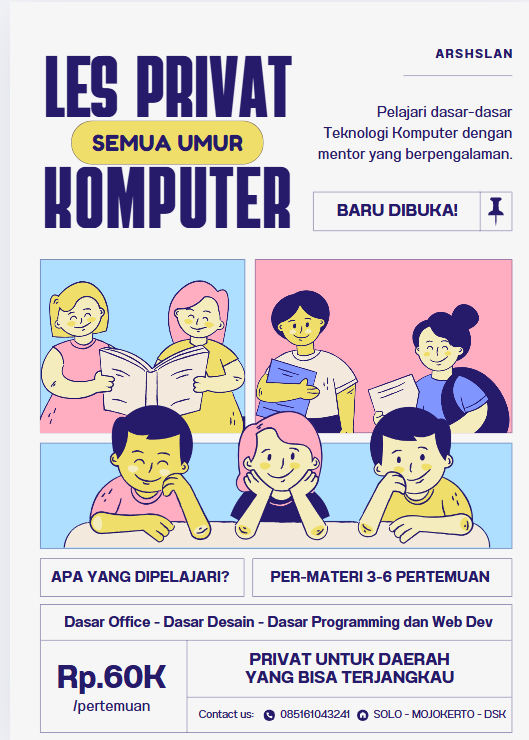 ARSHSLAN
LES PRIVAT
SEMUA UMUR
KOMPUTER
Pelajari dasar-dasar
Teknologi Komputer dengan
mentor yang berpengalaman.
BARU DIBUKA!
APA YANG DIPELAJARI?
PER-MATERI 3-6 PERTEMUAN
Dasar Office - Dasar Desain - Dasar Programming dan Web Dev
Rp.60K
/pertemuan
PRIVAT UNTUK DAERAH
YANG BISA TERJANGKAU
Contact us: 085161043241 SOLO - MOJOKERTO - DSK